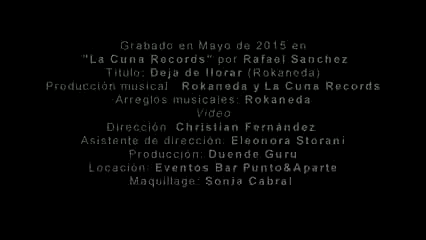 Grabado en Mayo de 2015 en
"La Cuna Records" por Rafael Sanchez
Titulo: Deja de llorar (Rokaneda)
Producción musical: Rokaneda y La Cuna Records
Arreglos musicales: Rokaneda
Video
Dirección: Christian Fernández
Asistente de dirección: Eleonora Storani
Producción: Duende Guru
Locación: Eventos Bar Punto&Aparte
Maquillage: Sonia Cabral